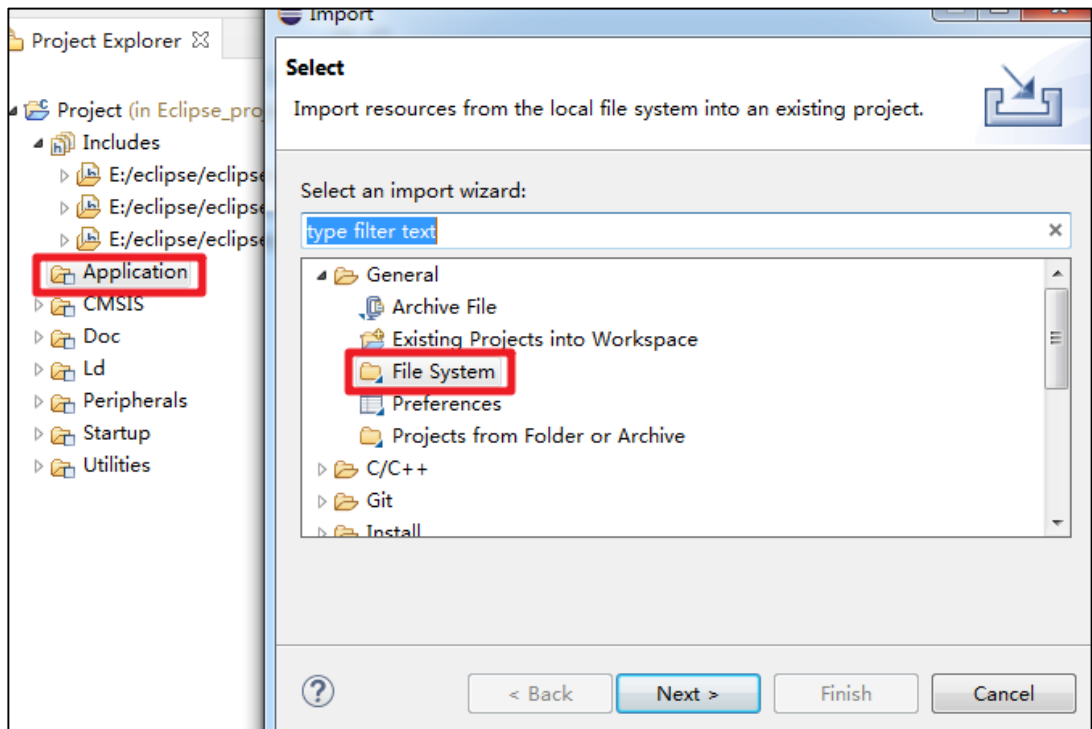 Project Explorer
Project (in Eclipse_pro
Includes
E:/eclipse/eclipse
E:/eclipse/eclipse
E:/eclipse/eclipse
Application
CMSIS
Doc
Ld
Peripherals
Startup
Utilities
Import
Select
Import resources from the local file system into an existing project.
Select an import wizard:
type filter text
General
Archive File
Existing Projects into Workspace
File System
Preferences
Projects from Folder or Archive
C/C++
Git
Install
< Back
Next >
Finish
Cancel